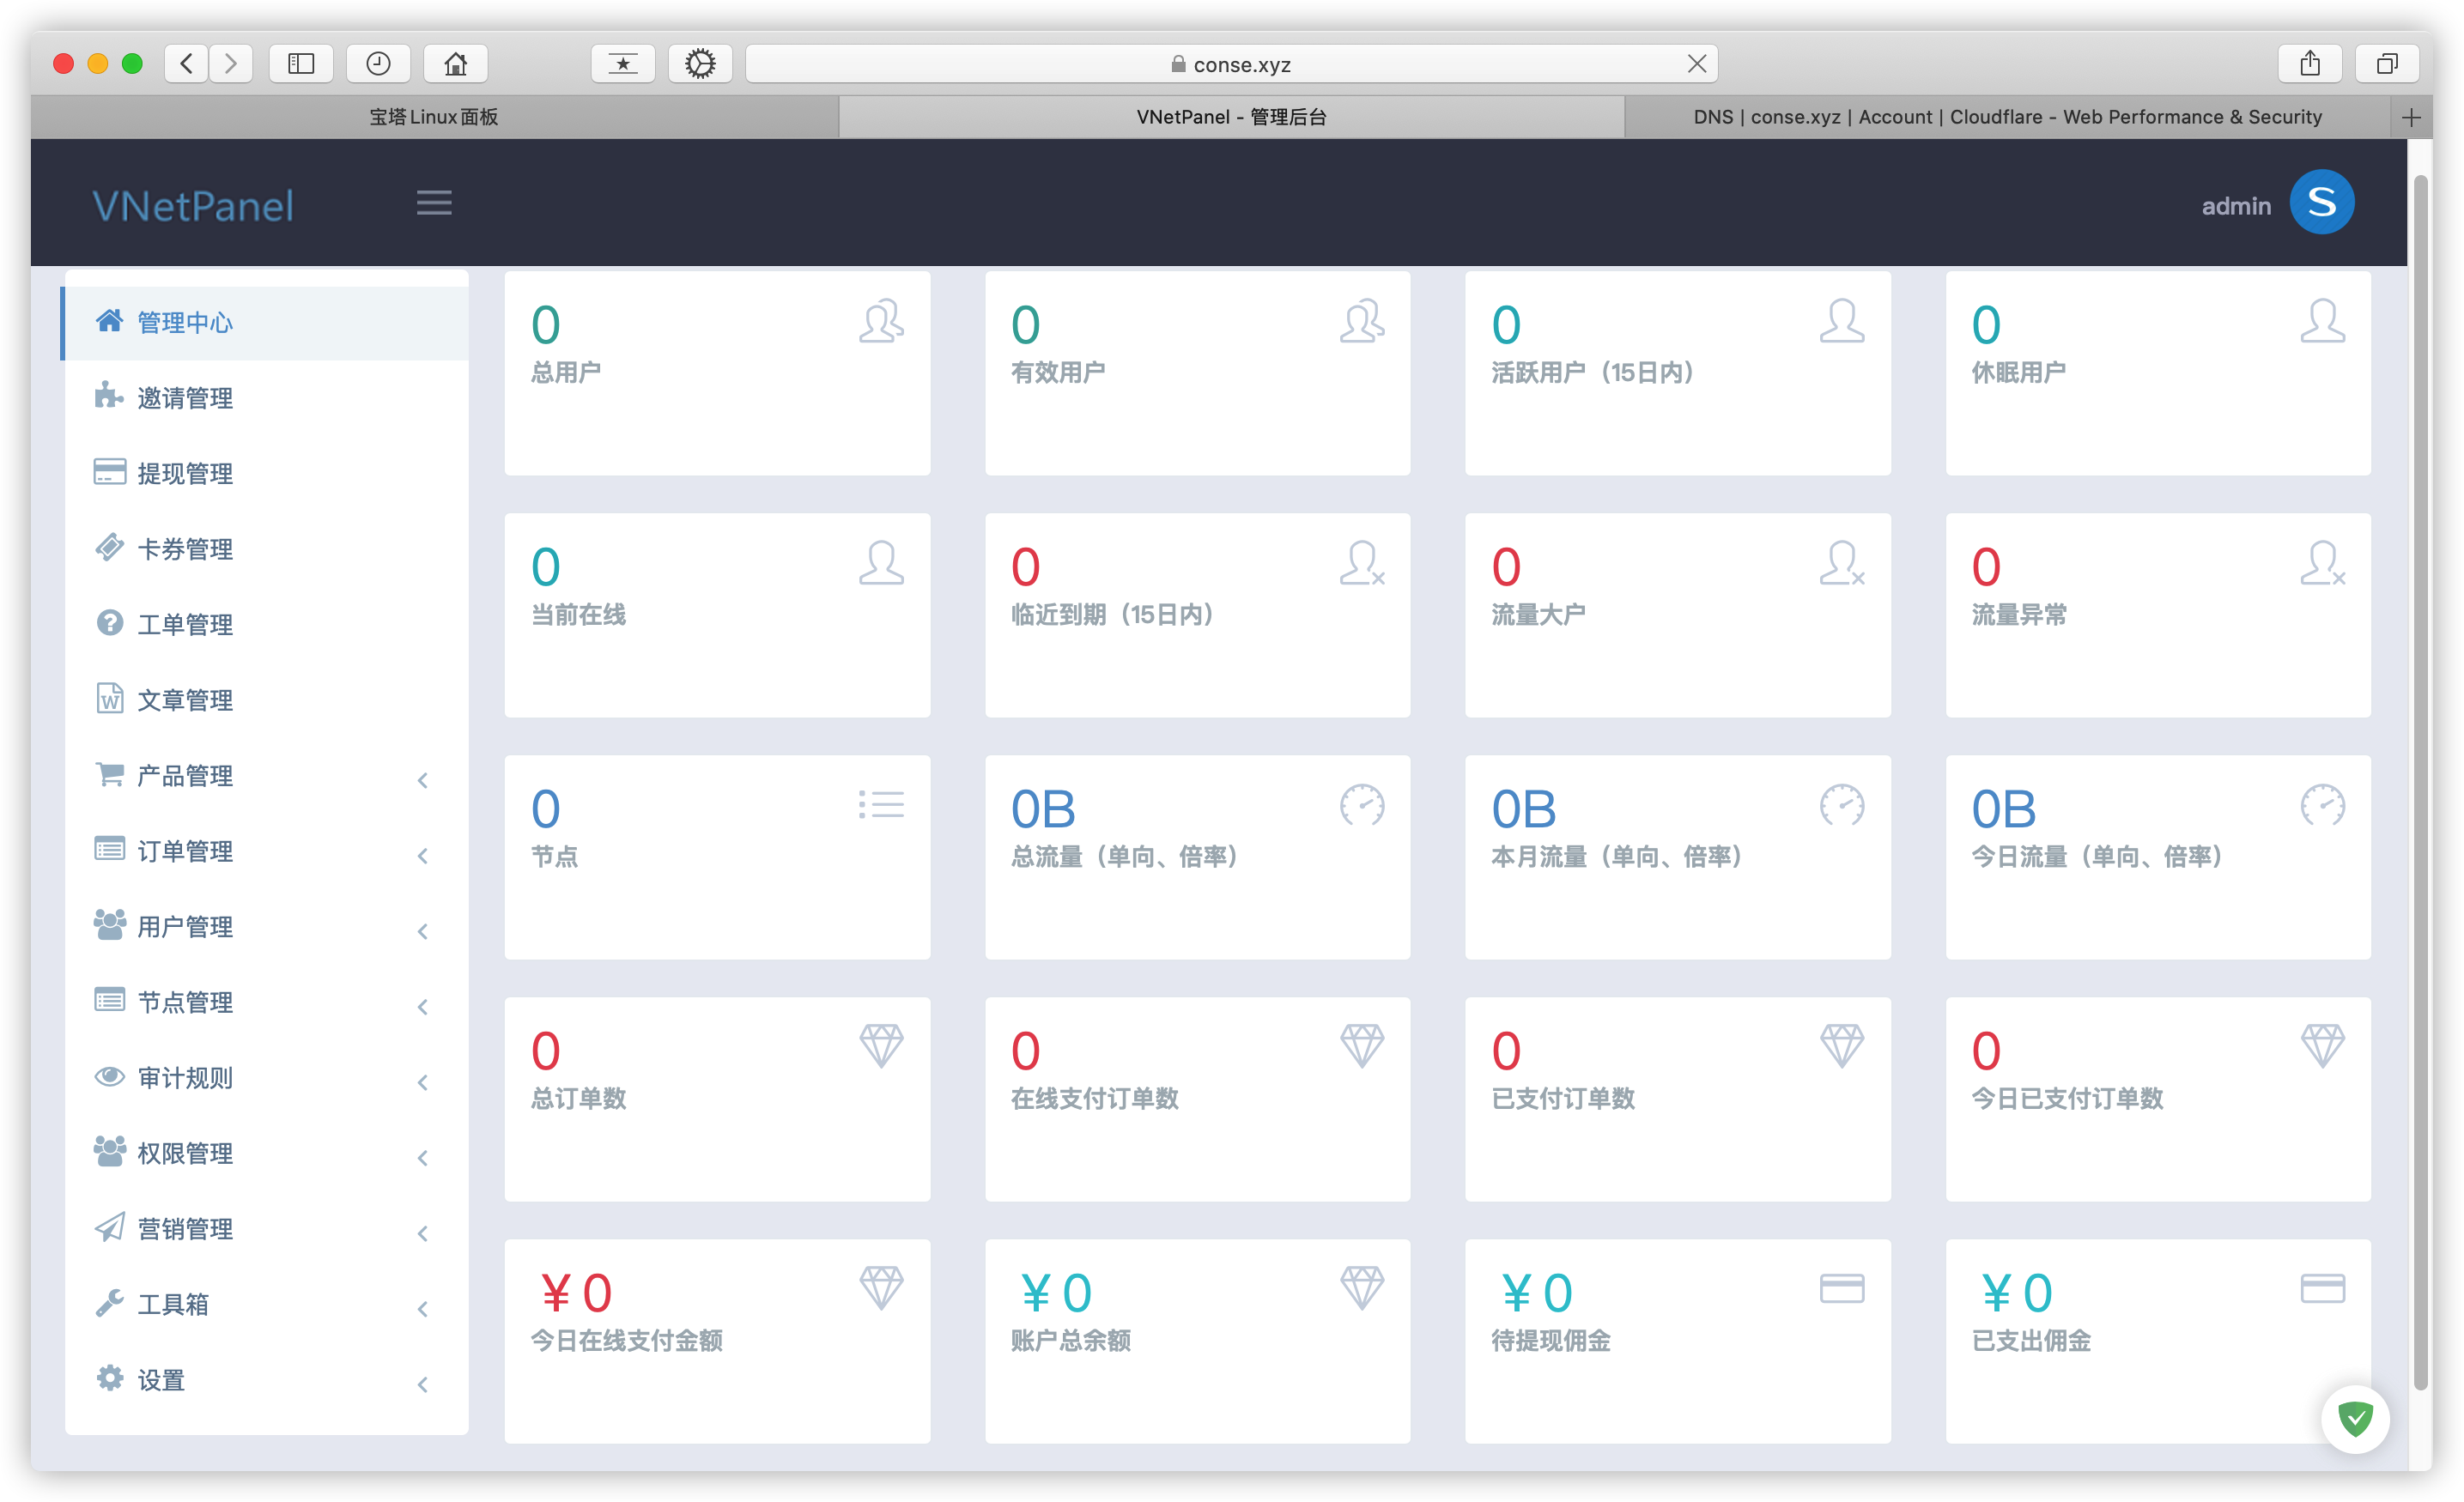 conse.xyz
宝塔Linux面板
VNetPanel - 管理后台
DNS | conse.xyz | Account | Cloudflare - Web Performance & Security
VNetPanel
admin
S
管理中心
邀请管理
提现管理
卡券管理
工单管理
文章管理
产品管理
订单管理
用户管理
节点管理
审计规则
权限管理
营销管理
工具箱
设置
0
总用户
0
有效用户
0
活跃用户（15日内）
0
休眠用户
0
当前在线
0
临近到期（15日内）
0
流量大户
0
流量异常
0
节点
0B
总流量（单向、倍率）
0B
本月流量（单向、倍率）
0B
今日流量（单向、倍率）
0
总订单数
0
在线支付订单数
0
已支付订单数
0
今日已支付订单数
￥0
今日在线支付金额
￥0
账户总余额
￥0
待提现佣金
￥0
已支出佣金